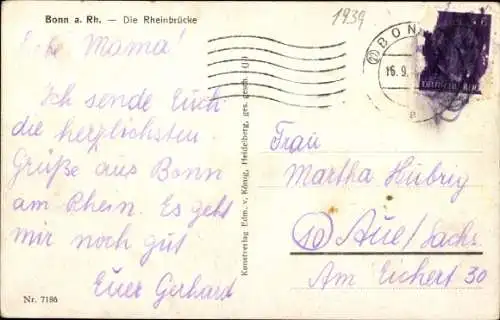 Bonn a. Rh. — Die Rheinbrücke
1939
Mama!
Ich sende Euch
die herzlichsten
Grüße aus Bonn
am Rhein. Es geht
mir noch gut
Euer Gerhard
Nr. 7186
Kunstverlag Edm. v. König, Heidelberg, ges. gesch. (J.)
BONN
16.9.
a
Frau
Martha Hübrig
(10) Aue/Sachs.
Am Eichert 30